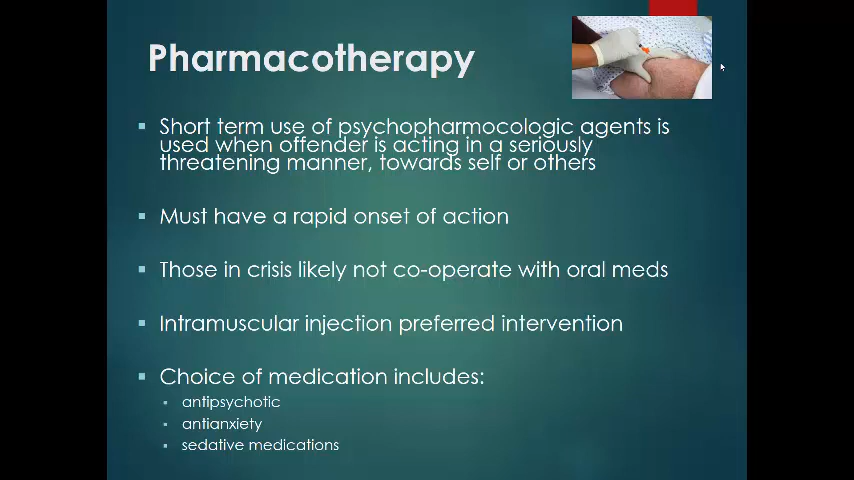 Pharmacotherapy
Short term use of psychopharmocologic agents is
used when offender is acting in a seriously
threatening manner, towards self or others
Must have a rapid onset of action
Those in crisis likely not co-operate with oral meds
Intramuscular injection preferred intervention
Choice of medication includes:
antipsychotic
antianxiety
sedative medications